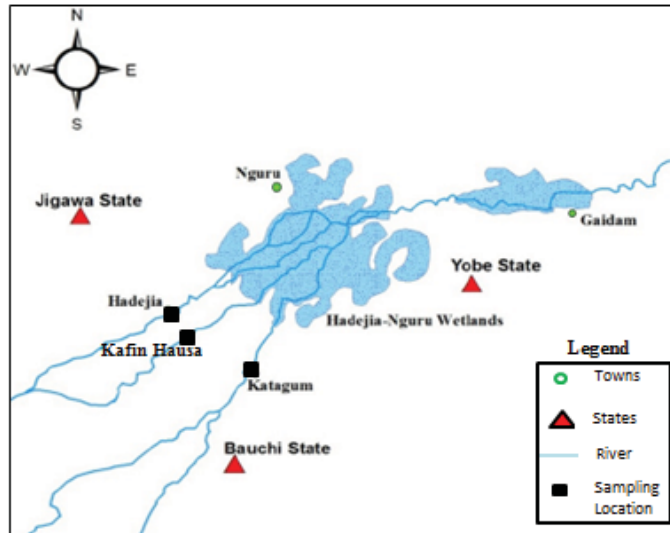 N
W E
S
Nguru
Jigawa State
Gaidam
Yobe State
Hadejia
Hadejia-Nguru Wetlands
Kafin Hausa
Katagum
Bauchi State
Legend
Towns
States
River
Sampling
Location